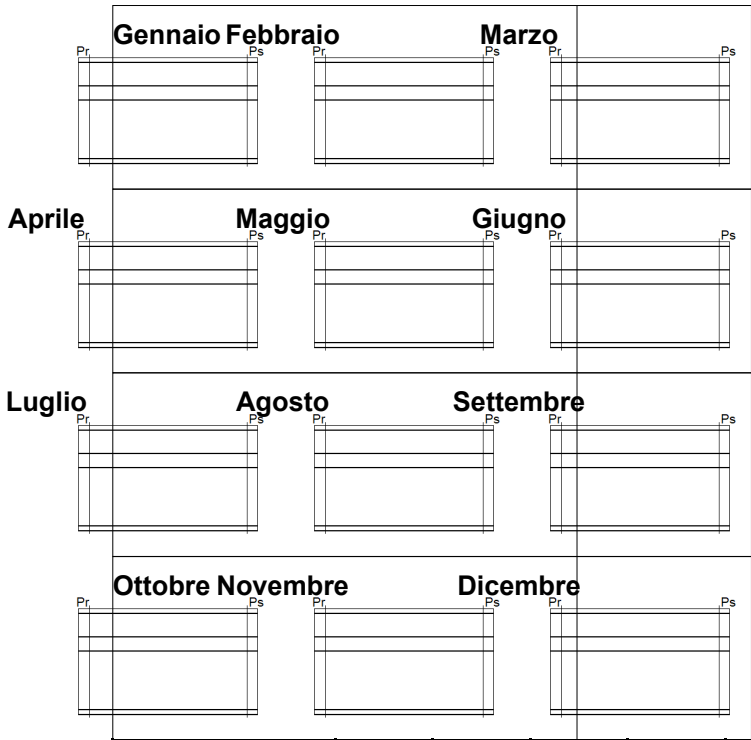 Gennaio Febbraio Marzo
Pr Ps Pr Ps Pr Ps
Aprile Maggio Giugno
Pr Ps Pr Ps Pr Ps
Luglio Agosto Settembre
Pr Ps Pr Ps Pr Ps
Ottobre Novembre Dicembre
Pr Ps Pr Ps Pr Ps